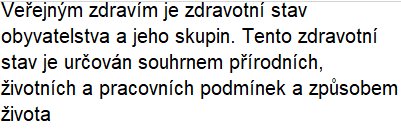 Veřejným zdravím je zdravotní stav
obyvatelstva a jeho skupin. Tento zdravotní
stav je určován souhrnem přírodních,
životních a pracovních podmínek a způsobem
života